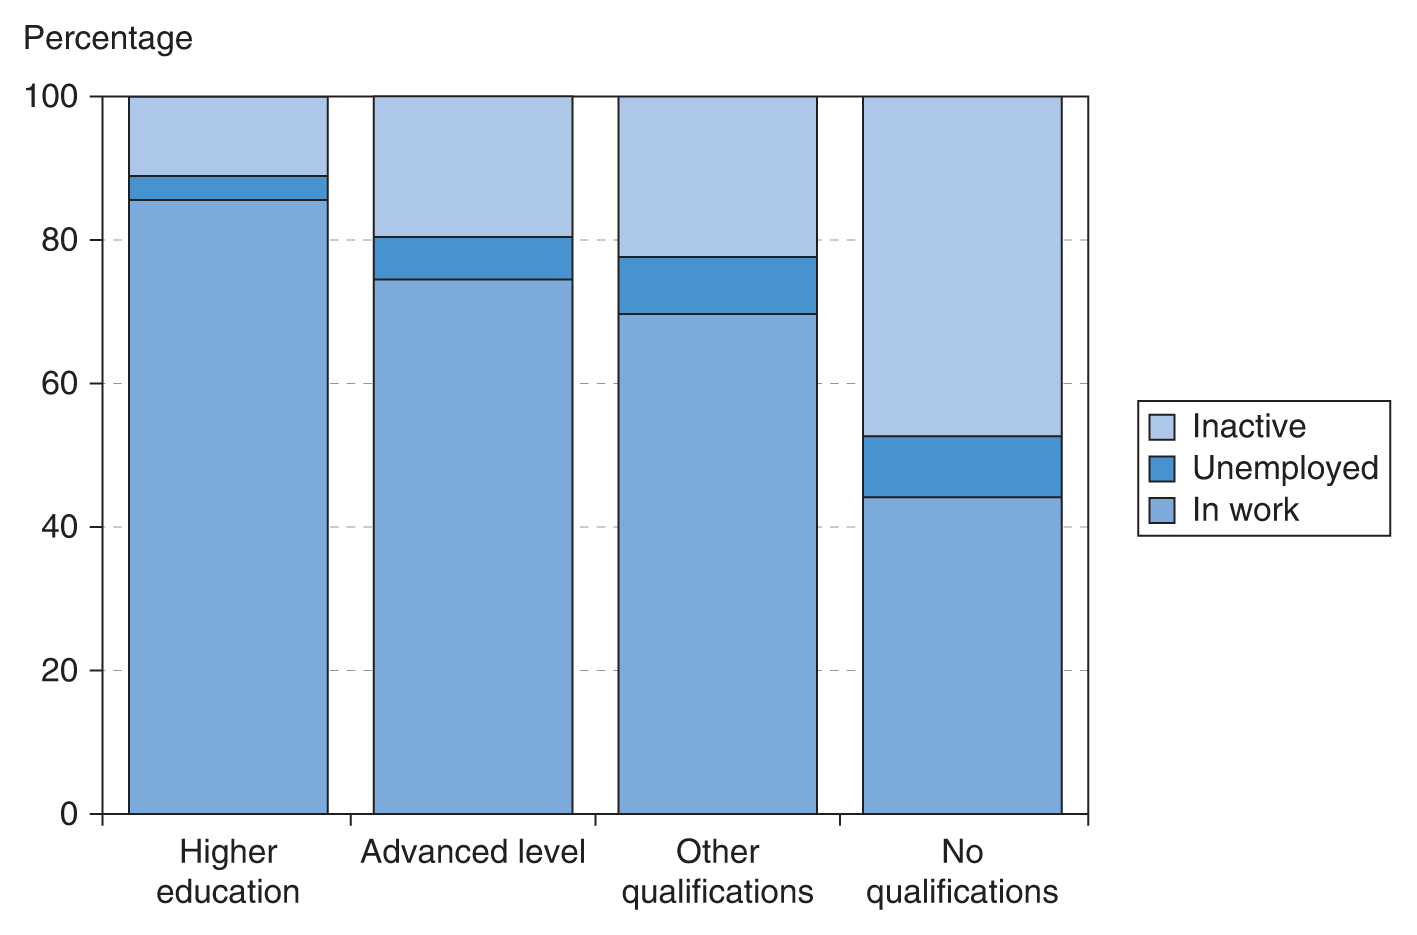 Percentage
100
80
60
40
20
0
Higher
education
Advanced level
Other
qualifications
No
qualifications
Inactive
Unemployed
In work